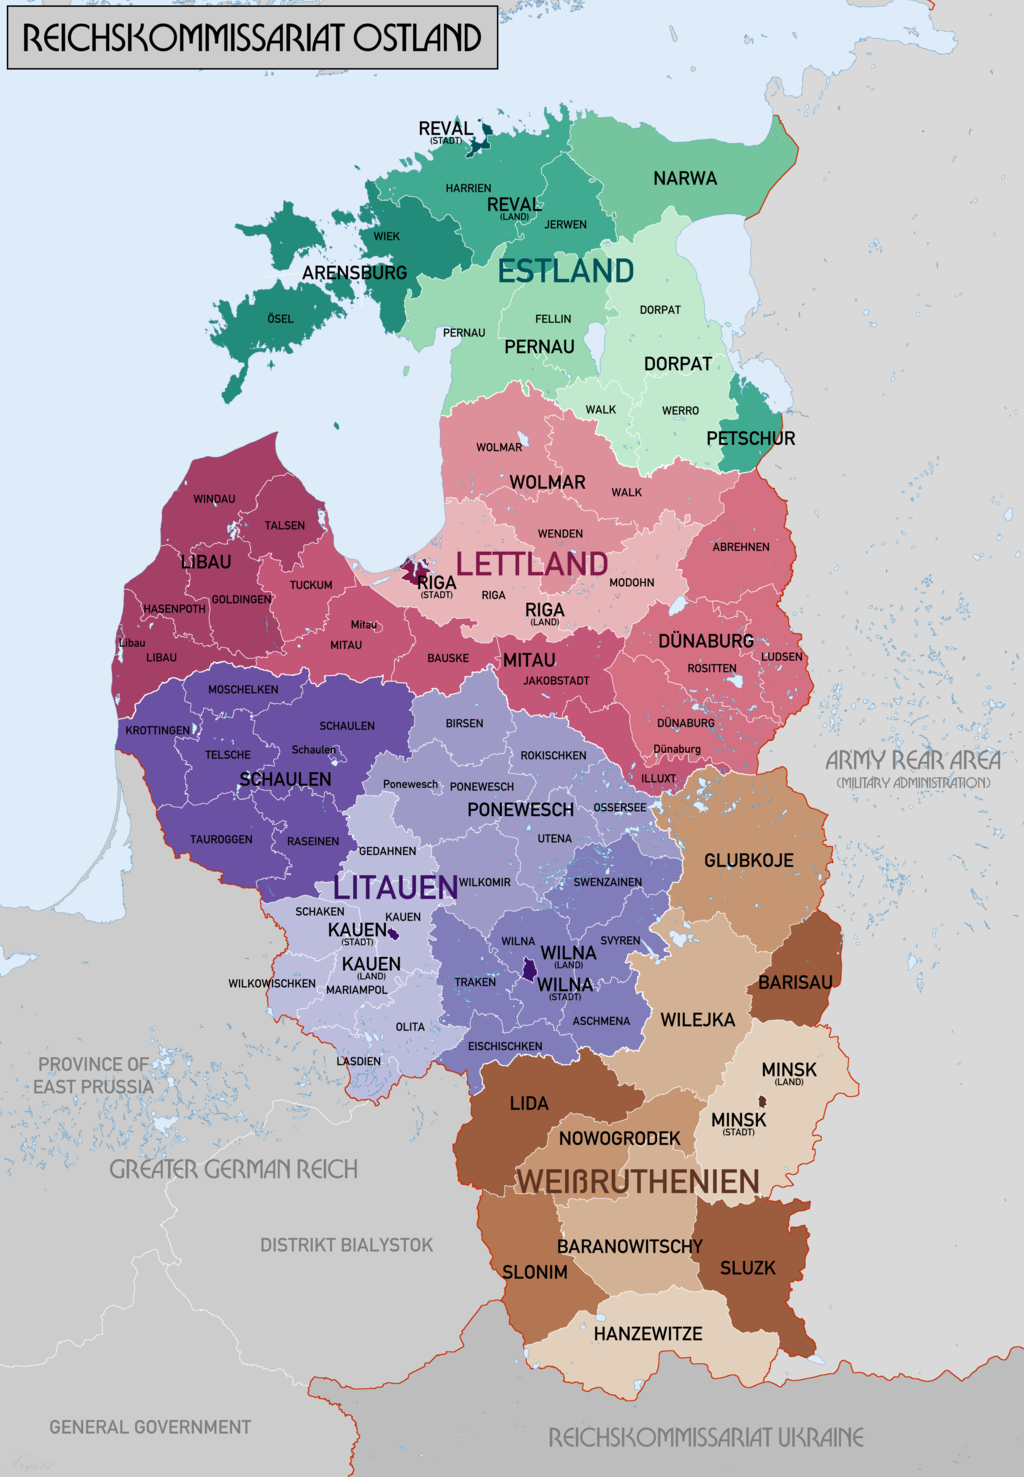 REICHSKOMMISSARIAT OSTLAND
REVAL
(STADT)
NARWA
HARRIEN
REVAL
(LAND)
JERWEN
WIEK
ARENSBURG
ESTLAND
ÖSEL
DORPAT
FELLIN
PERNAU
PERNAU
DORPAT
WALK
WERRO
PETSCHUR
WOLMAR
WOLMAR
WALK
WINDAU
TALSEN
WENDEN
ABREHNEN
LIBAU
LETTLAND
RIGA
(STADT)
RIGA
MODOHN
TUCKUM
GOLDINGEN
HASENPOTH
RIGA
(LAND)
Mitau
MITAU
Libau
LIBAU
BAUSKE
MITAU
JAKOBSTADT
DÜNABURG
ROSITTEN
LUDSEN
MOSCHELKEN
KROTTINGEN
SCHAULEN
BIRSEN
DÜNABURG
Dünaburg
TELSCHE
Schaulen
SCHAULEN
ROKISCHKEN
ILLUXT
ARMY REAR AREA
(MILITARY ADMINISTRATION)
Ponewesch
PONEWESCH
PONEWESCH
OSSERSEE
TAUROGGEN
RASEINEN
UTENA
GEDAHNEN
GLUBKOJE
LITAUEN
WILKOMIR
SWENZAINEN
SCHAKEN
KAUEN
KAUEN
(STADT)
WILNA
SVYREN
WILNA
(LAND)
KAUEN
(LAND)
WILKOWISCHKEN
MARIAMPOL
TRAKEN
WILNA
(STADT)
BARISAU
OLITA
ASCHMENA
WILEJKA
EISCHISCHKEN
LASDIEN
PROVINCE OF
EAST PRUSSIA
MINSK
(LAND)
LIDA
MINSK
(STADT)
NOWOGRODEK
GREATER GERMAN REICH
WEIßRUTHENIEN
DISTRIKT BIALYSTOK
BARANOWITSCHY
SLONIM
SLUZK
HANZEWITZE
GENERAL GOVERNMENT
REICHSKOMMISSARIAT UKRAINE